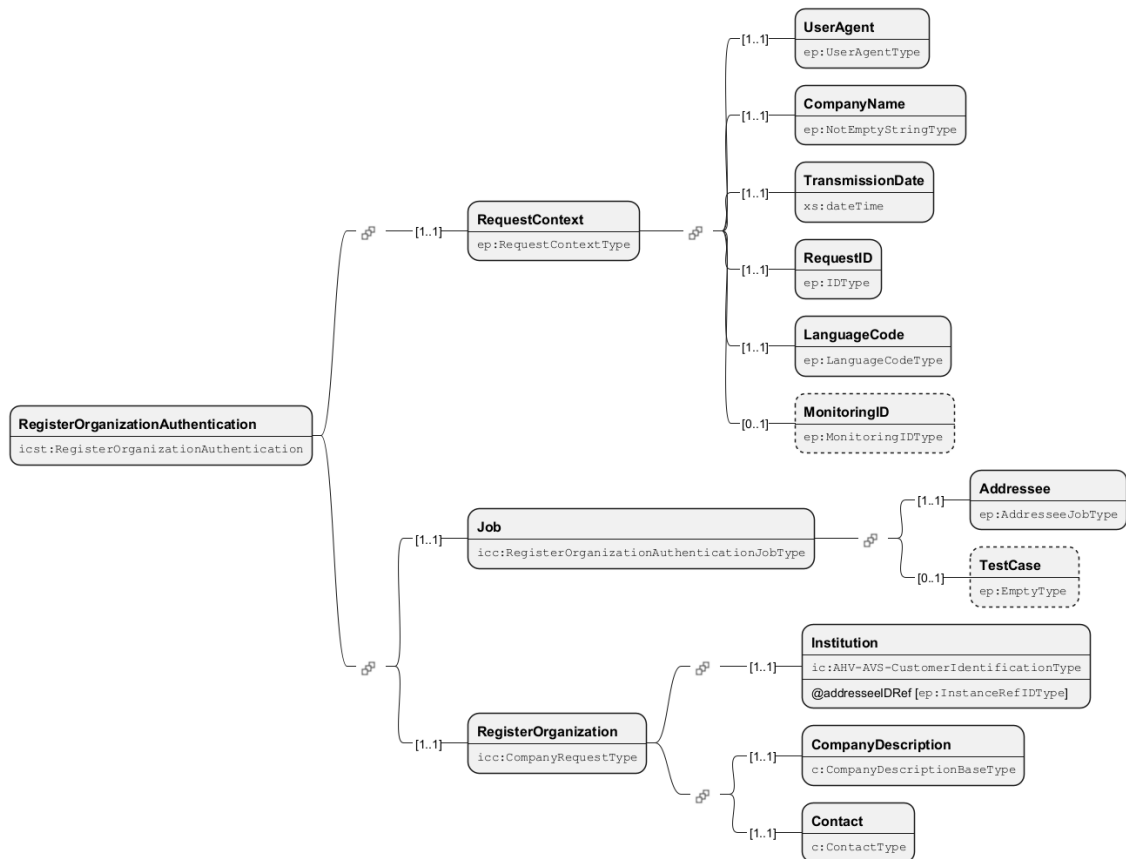 UserAgent
[1..1]
ep:UserAgentType
CompanyName
[1..1]
ep:NotEmptyStringType
TransmissionDate
[1..1]
xs:dateTime
RequestContext
[1..1]
ep:RequestContextType
RequestID
[1..1]
ep:IDType
LanguageCode
[1..1]
ep:LanguageCodeType
MonitoringID
[0..1]
ep:MonitoringIDType
RegisterOrganizationAuthentication
icst:RegisterOrganizationAuthentication
Addressee
[1..1]
ep:AddresseeJobType
Job
[1..1]
icc:RegisterOrganizationAuthenticationJobType
TestCase
[0..1]
ep:EmptyType
Institution
[1..1]
ic:AHV-AVS-CustomerIdentificationType
@addresseeIDRef [ep:InstanceRefIDType]
RegisterOrganization
[1..1]
icc:CompanyRequestType
CompanyDescription
[1..1]
c:CompanyDescriptionBaseType
Contact
[1..1]
c:ContactType